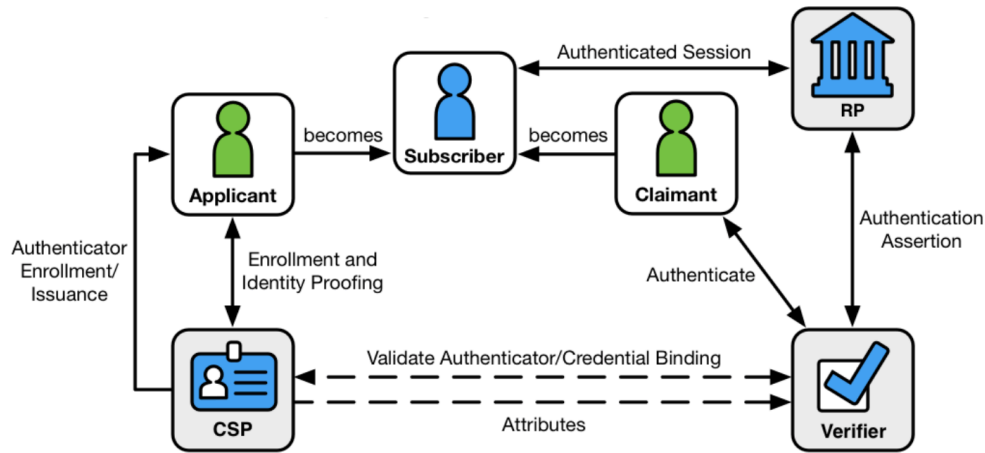 Authenticated Session
RP
becomes
Subscriber
becomes
Applicant
Claimant
Authenticator
Enrollment/
Issuance
Enrollment and
Identity Proofing
Authenticate
Authentication
Assertion
Validate Authenticator/Credential Binding
CSP
Attributes
Verifier